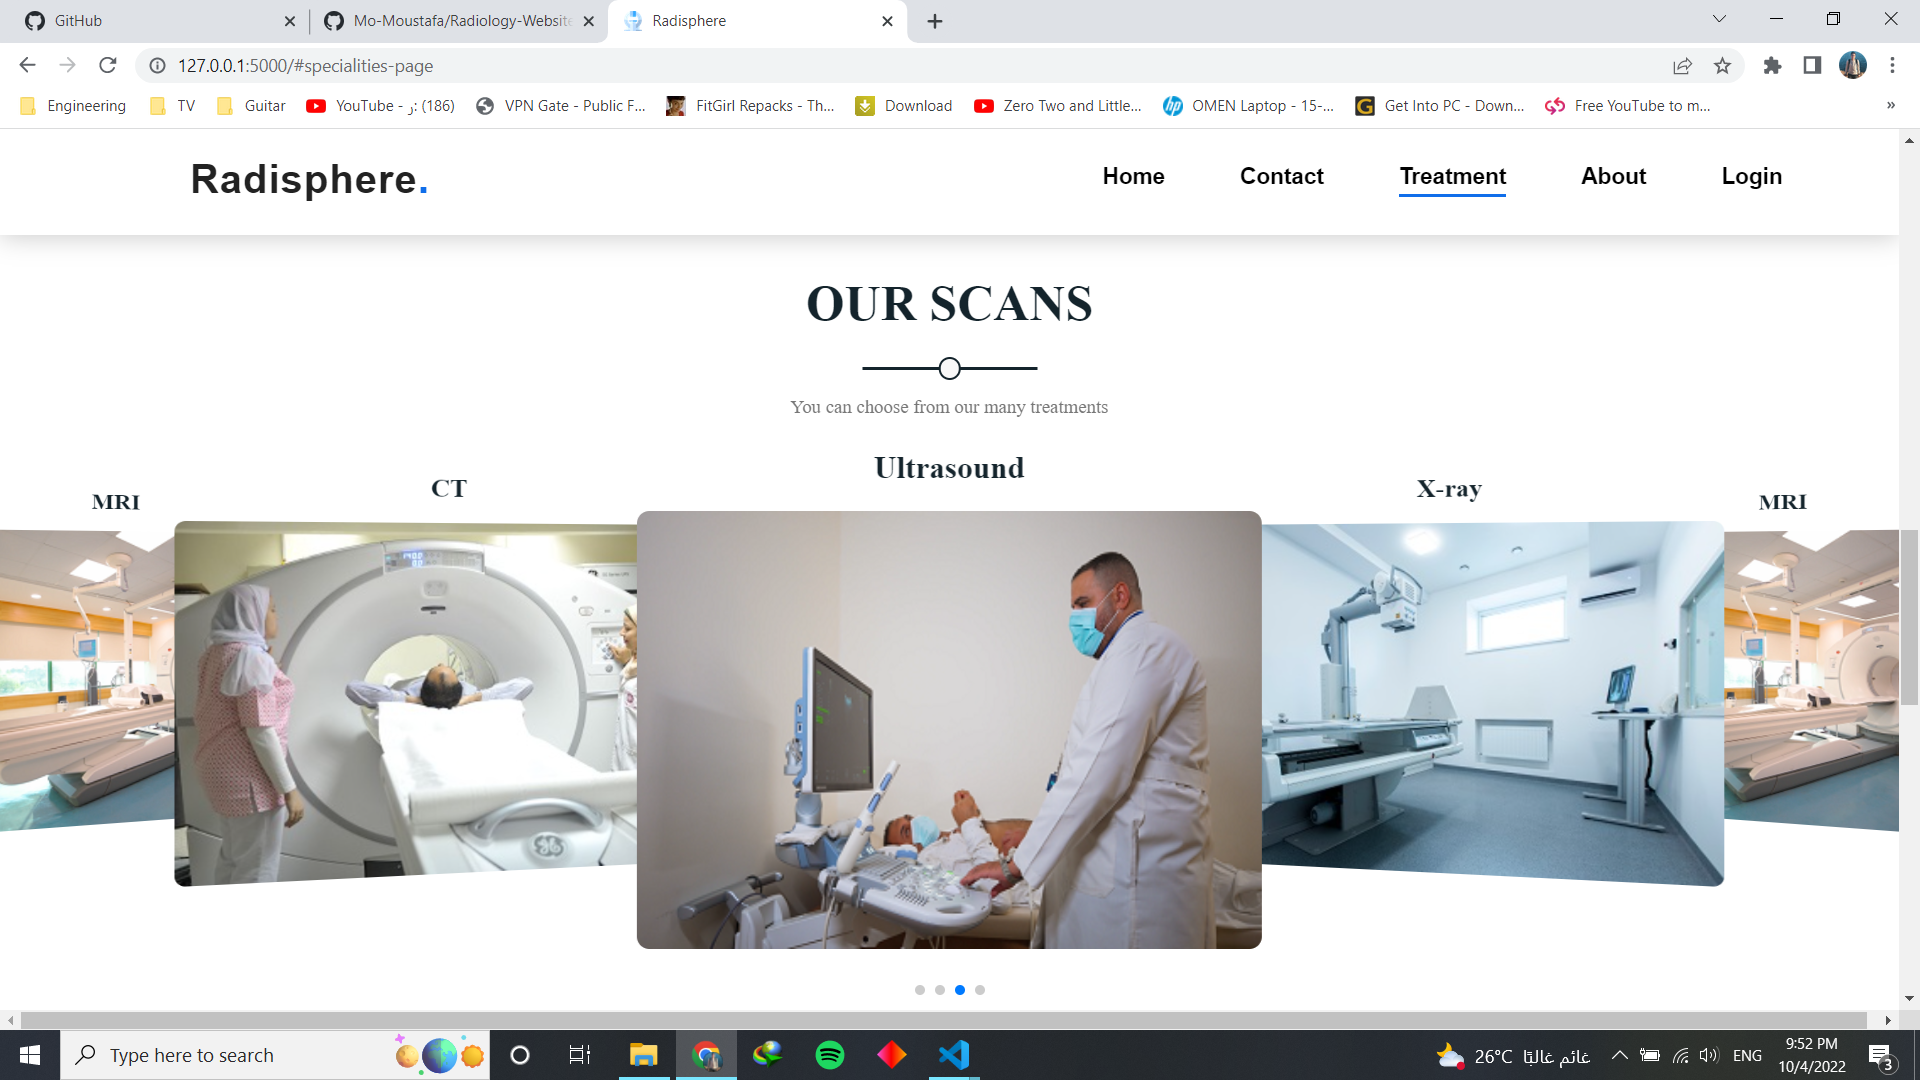 GitHub
Mo-Moustafa/Radiology-Website
Radisphere
127.0.0.1:5000/#specialities-page
Engineering
TV
Guitar
YouTube - ر: (186)
VPN Gate - Public F...
FitGirl Repacks - Th...
Download
Zero Two and Little...
OMEN Laptop - 15-...
Get Into PC - Down...
Free YouTube to m...
»
Radisphere.
Home
Contact
Treatment
About
Login
OUR SCANS
You can choose from our many treatments
MRI
CT
Ultrasound
X-ray
MRI
Type here to search
26°C غائم غالبًا
ENG
9:52 PM
10/4/2022
3